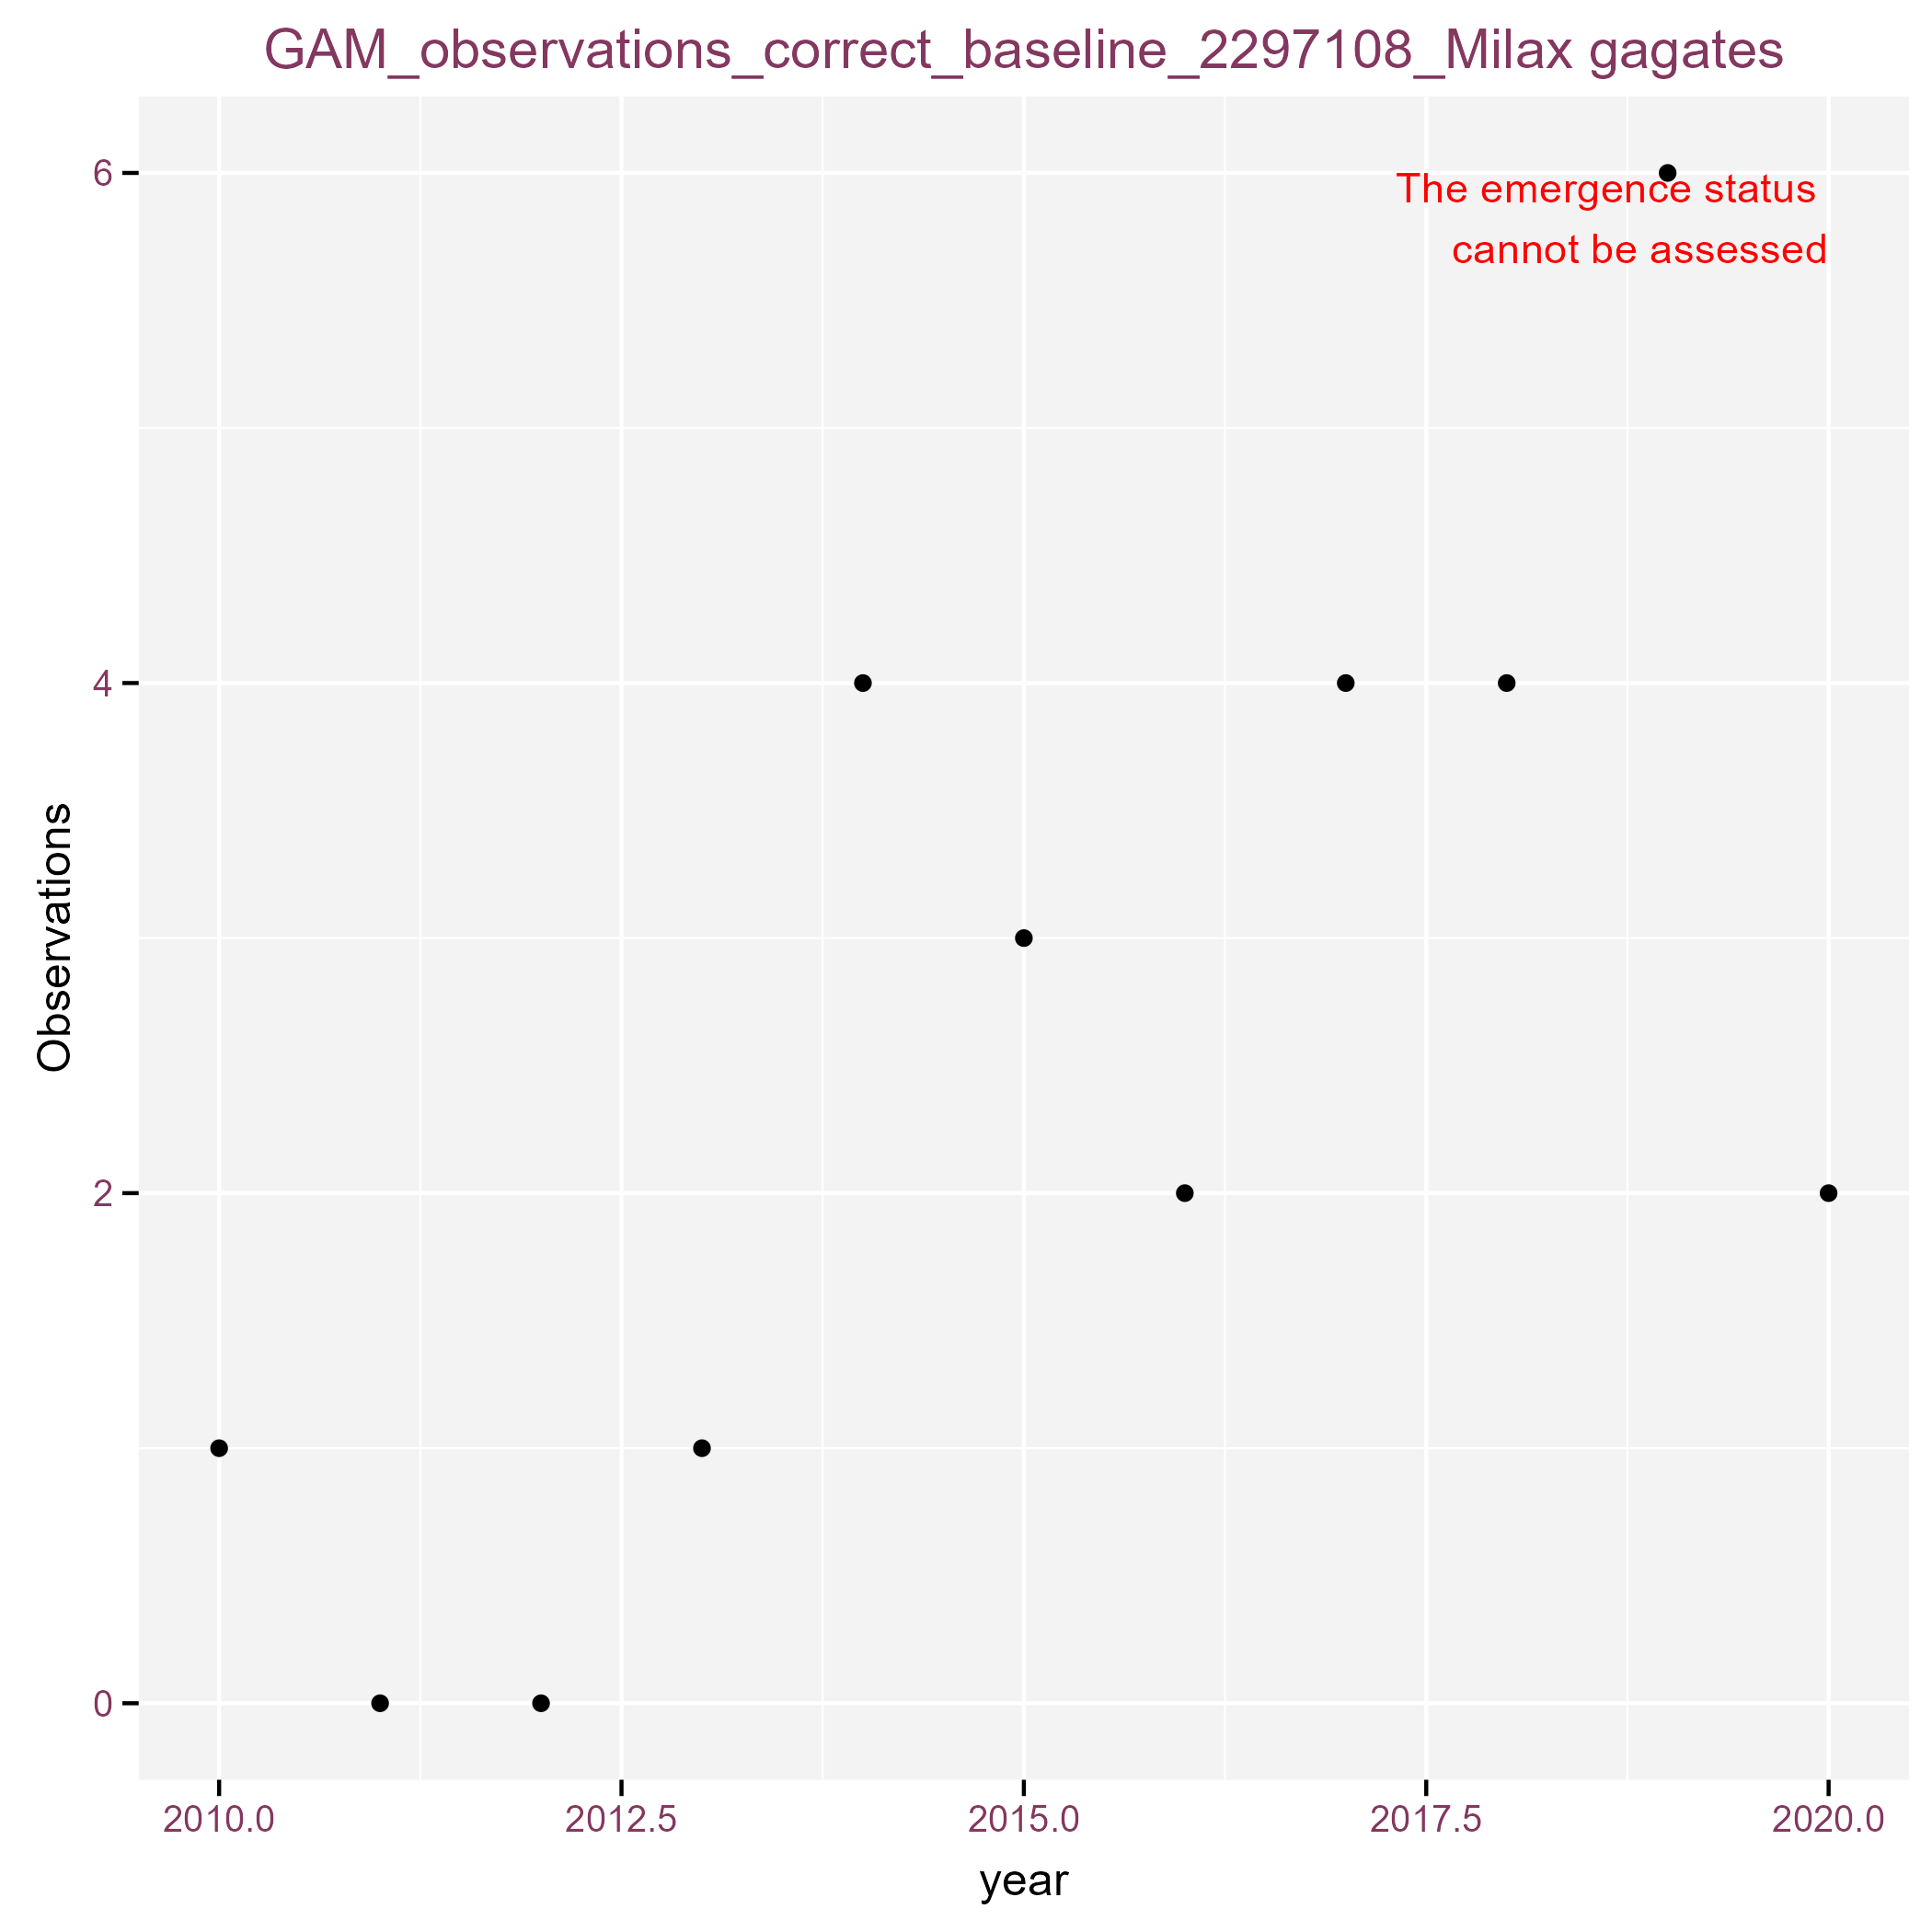 GAM_observations_correct_baseline_2297108_Milax gagates
6
The emergence status
cannot be assessed
4
Observations
2
0
2010.0 2012.5 2015.0 2017.5 2020.0
year